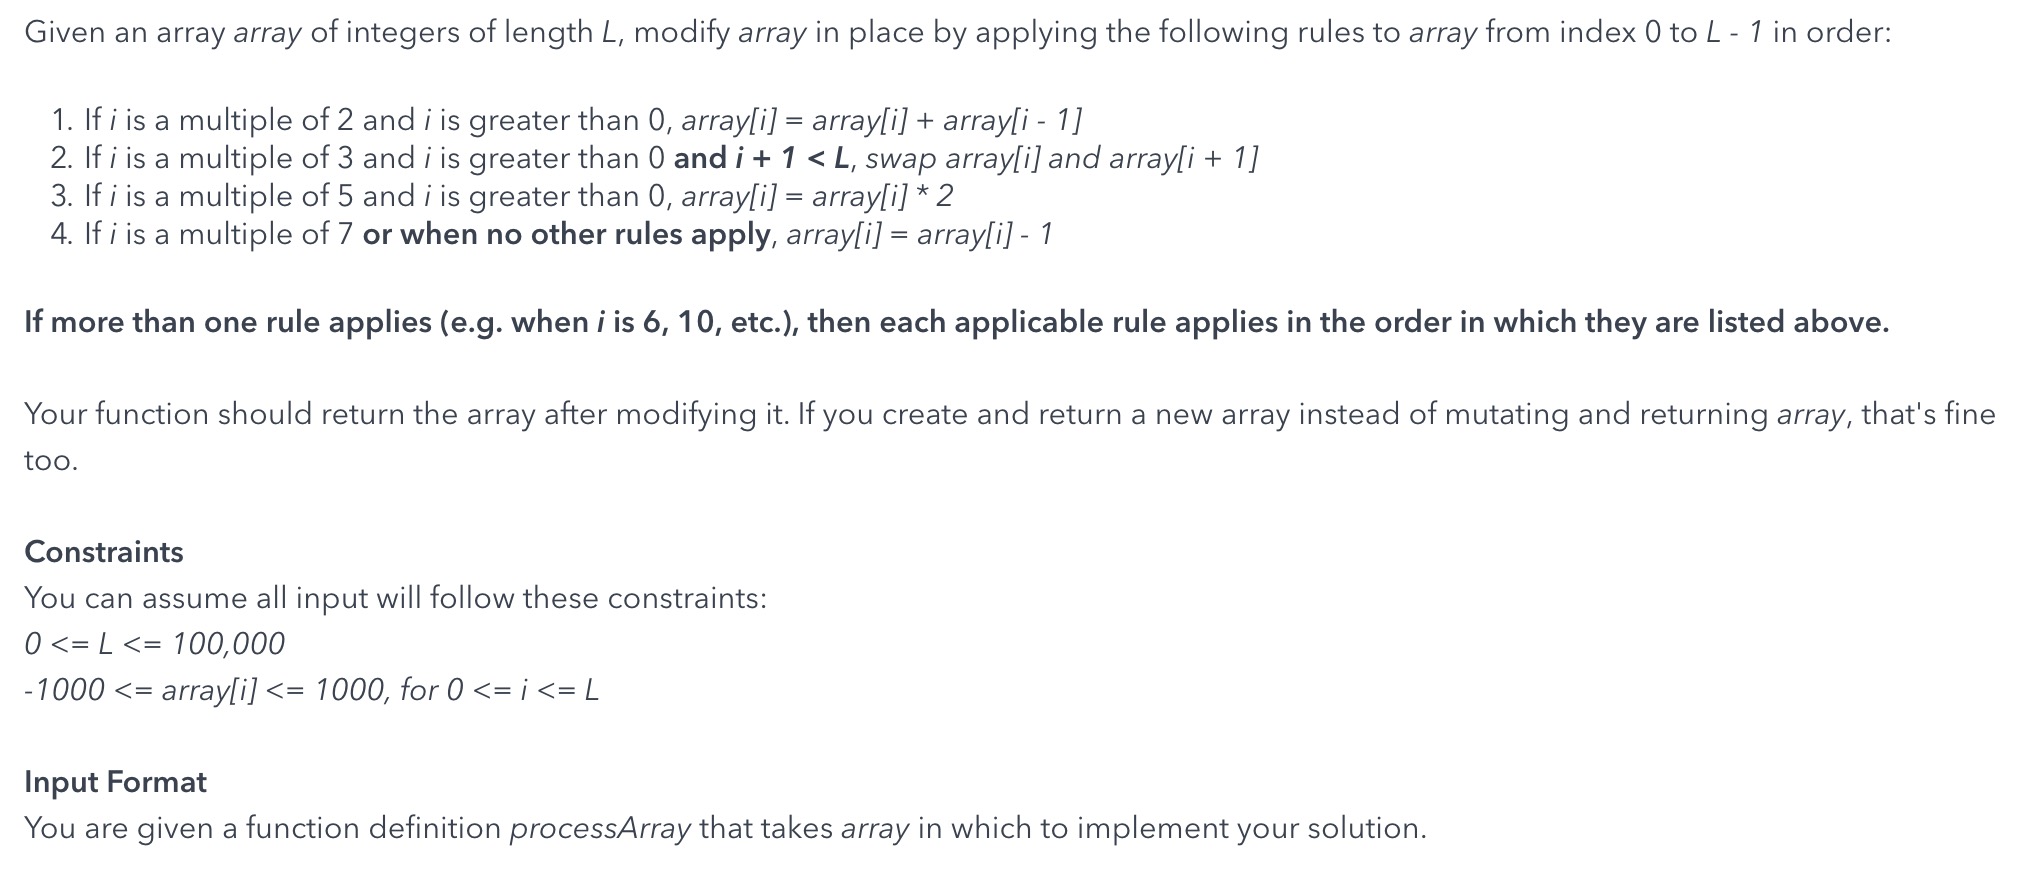 Given an array array of integers of length L, modify array in place by applying the following rules to array from index 0 to L - 1 in order:
1. If i is a multiple of 2 and i is greater than 0, array[i] = array[i] + array[i - 1]
2. If i is a multiple of 3 and i is greater than 0 and i + 1 < L, swap array[i] and array[i + 1]
3. If i is a multiple of 5 and i is greater than 0, array[i] = array[i] * 2
4. If i is a multiple of 7 or when no other rules apply, array[i] = array[i] - 1
If more than one rule applies (e.g. when i is 6, 10, etc.), then each applicable rule applies in the order in which they are listed above.
Your function should return the array after modifying it. If you create and return a new array instead of mutating and returning array, that's fine
too.
Constraints
You can assume all input will follow these constraints:
0 <= L <= 100,000
-1000 <= array[i] <= 1000, for 0 <= i <= L
Input Format
You are given a function definition processArray that takes array in which to implement your solution.